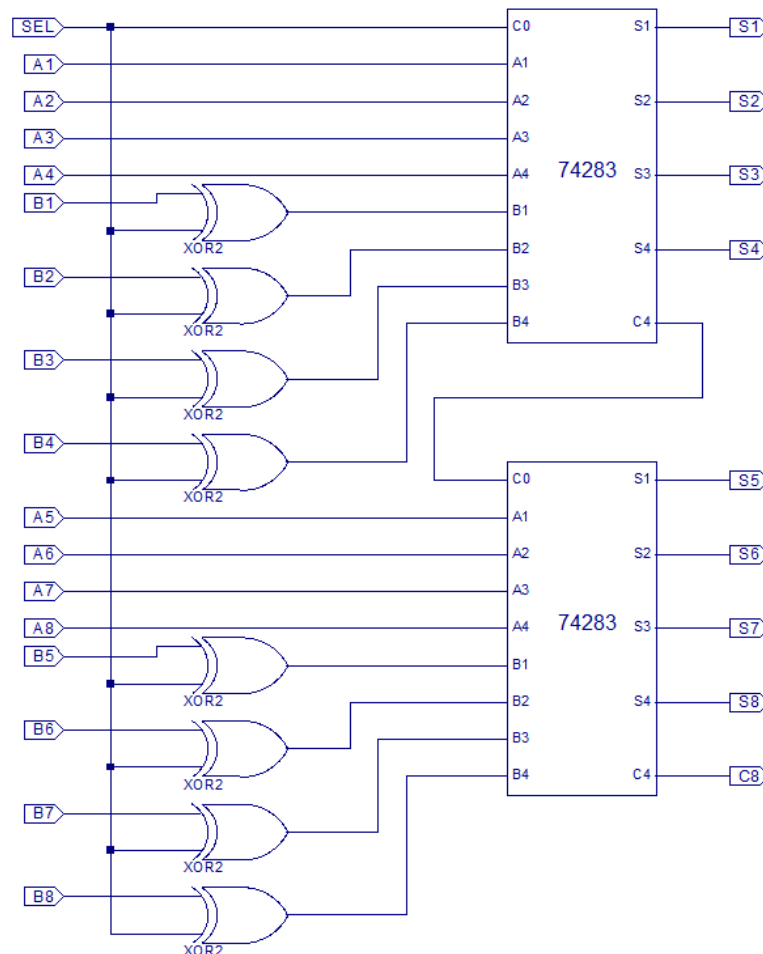 SEL C0 S1 S1
A1 A1
A2 A2 S2 S2
A3 A3
A4 A4 74283 S3 S3
B1 B1
XOR2
B2 B2 S4 S4
B3
XOR2 B4 C4
B3
XOR2
B4
XOR2 C0 S1 S5
A5 A1
A6 A2 S2 S6
A7 A3
A8 A4 74283 S3 S7
B5 B1
XOR2
B6 B2 S4 S8
B3
XOR2 B4 C4 C8
B7
XOR2
B8
XOR2